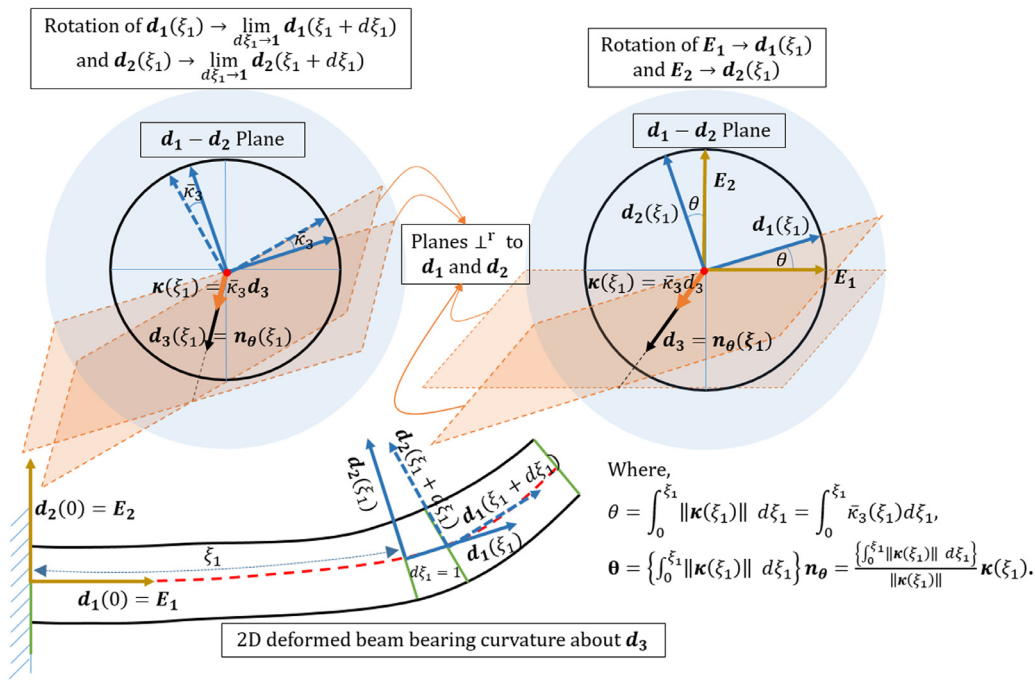 Rotation of 𝒅₁(ξ₁) → lim_{dξ₁→𝟏} 𝒅₁(ξ₁ + dξ₁)
and 𝒅₂(ξ₁) → lim_{dξ₁→𝟏} 𝒅₂(ξ₁ + dξ₁)
𝒅₁ − 𝒅₂ Plane
κ̄₃
κ̄₃
𝜿(ξ₁) = κ̄₃𝒅₃
𝒅₃(ξ₁) = 𝒏_θ(ξ₁)
Planes ⊥ʳ to
𝒅₁ and 𝒅₂
Rotation of 𝑬₁ → 𝒅₁(ξ₁)
and 𝑬₂ → 𝒅₂(ξ₁)
𝒅₁ − 𝒅₂ Plane
𝑬₂
θ
𝒅₂(ξ₁)
𝒅₁(ξ₁)
θ
𝑬₁
𝜿(ξ₁) = κ̄₃d₃
𝒅₃ = 𝒏_θ(𝛏₁)
𝒅₂(0) = 𝑬₂
ξ₁
𝒅₁(0) = 𝑬₁
𝒅₂(ξ₁)
𝒅₂(ξ₁ + dξ₁)
𝒅₁(ξ₁ + dξ₁)
𝒅₁(ξ₁)
dξ₁ = 1
2D deformed beam bearing curvature about 𝒅₃
Where,
θ = ∫₀^{ξ₁} ‖𝜿(ξ₁)‖ dξ₁ = ∫₀^{ξ₁} κ̄₃(ξ₁)dξ₁,
𝛉 = {∫₀^{ξ₁}‖𝜿(ξ₁)‖ dξ₁} 𝒏_θ = {∫₀^{ξ₁}‖𝜿(ξ₁)‖ dξ₁}/‖𝜿(ξ₁)‖ 𝜿(ξ₁).